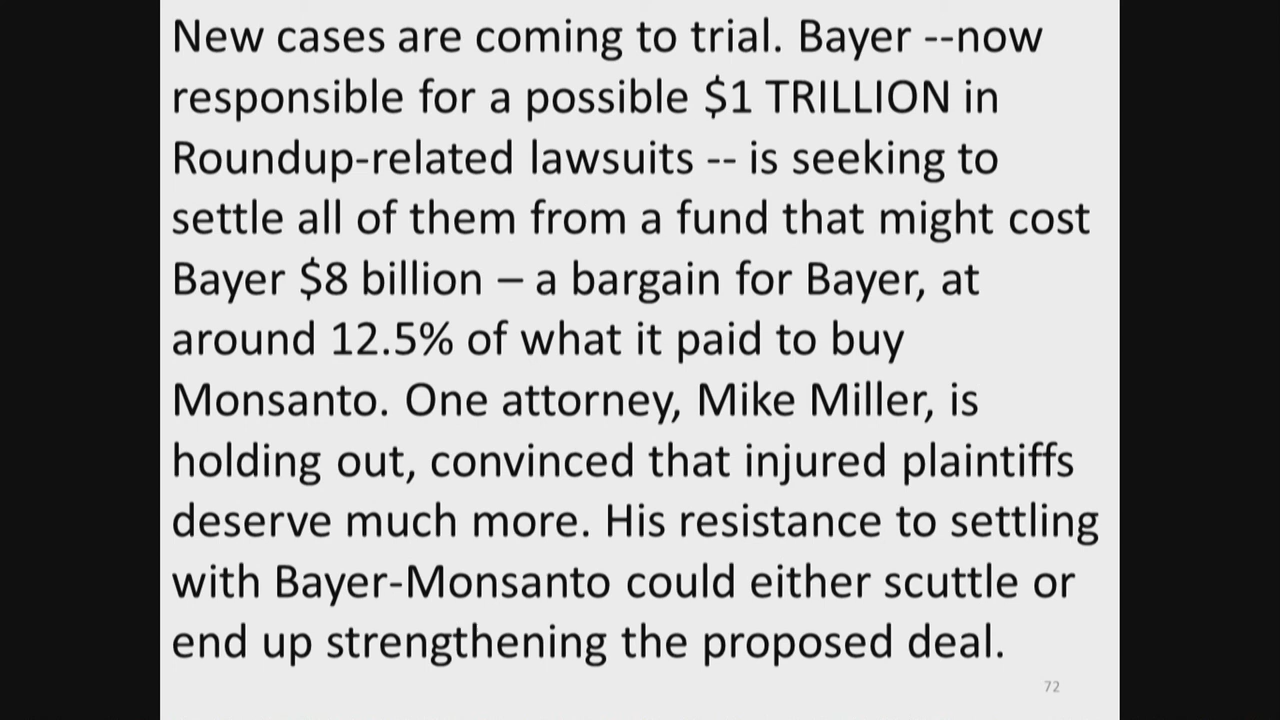 New cases are coming to trial. Bayer --now
responsible for a possible $1 TRILLION in
Roundup-related lawsuits -- is seeking to
settle all of them from a fund that might cost
Bayer $8 billion – a bargain for Bayer, at
around 12.5% of what it paid to buy
Monsanto. One attorney, Mike Miller, is
holding out, convinced that injured plaintiffs
deserve much more. His resistance to settling
with Bayer-Monsanto could either scuttle or
end up strengthening the proposed deal.
72